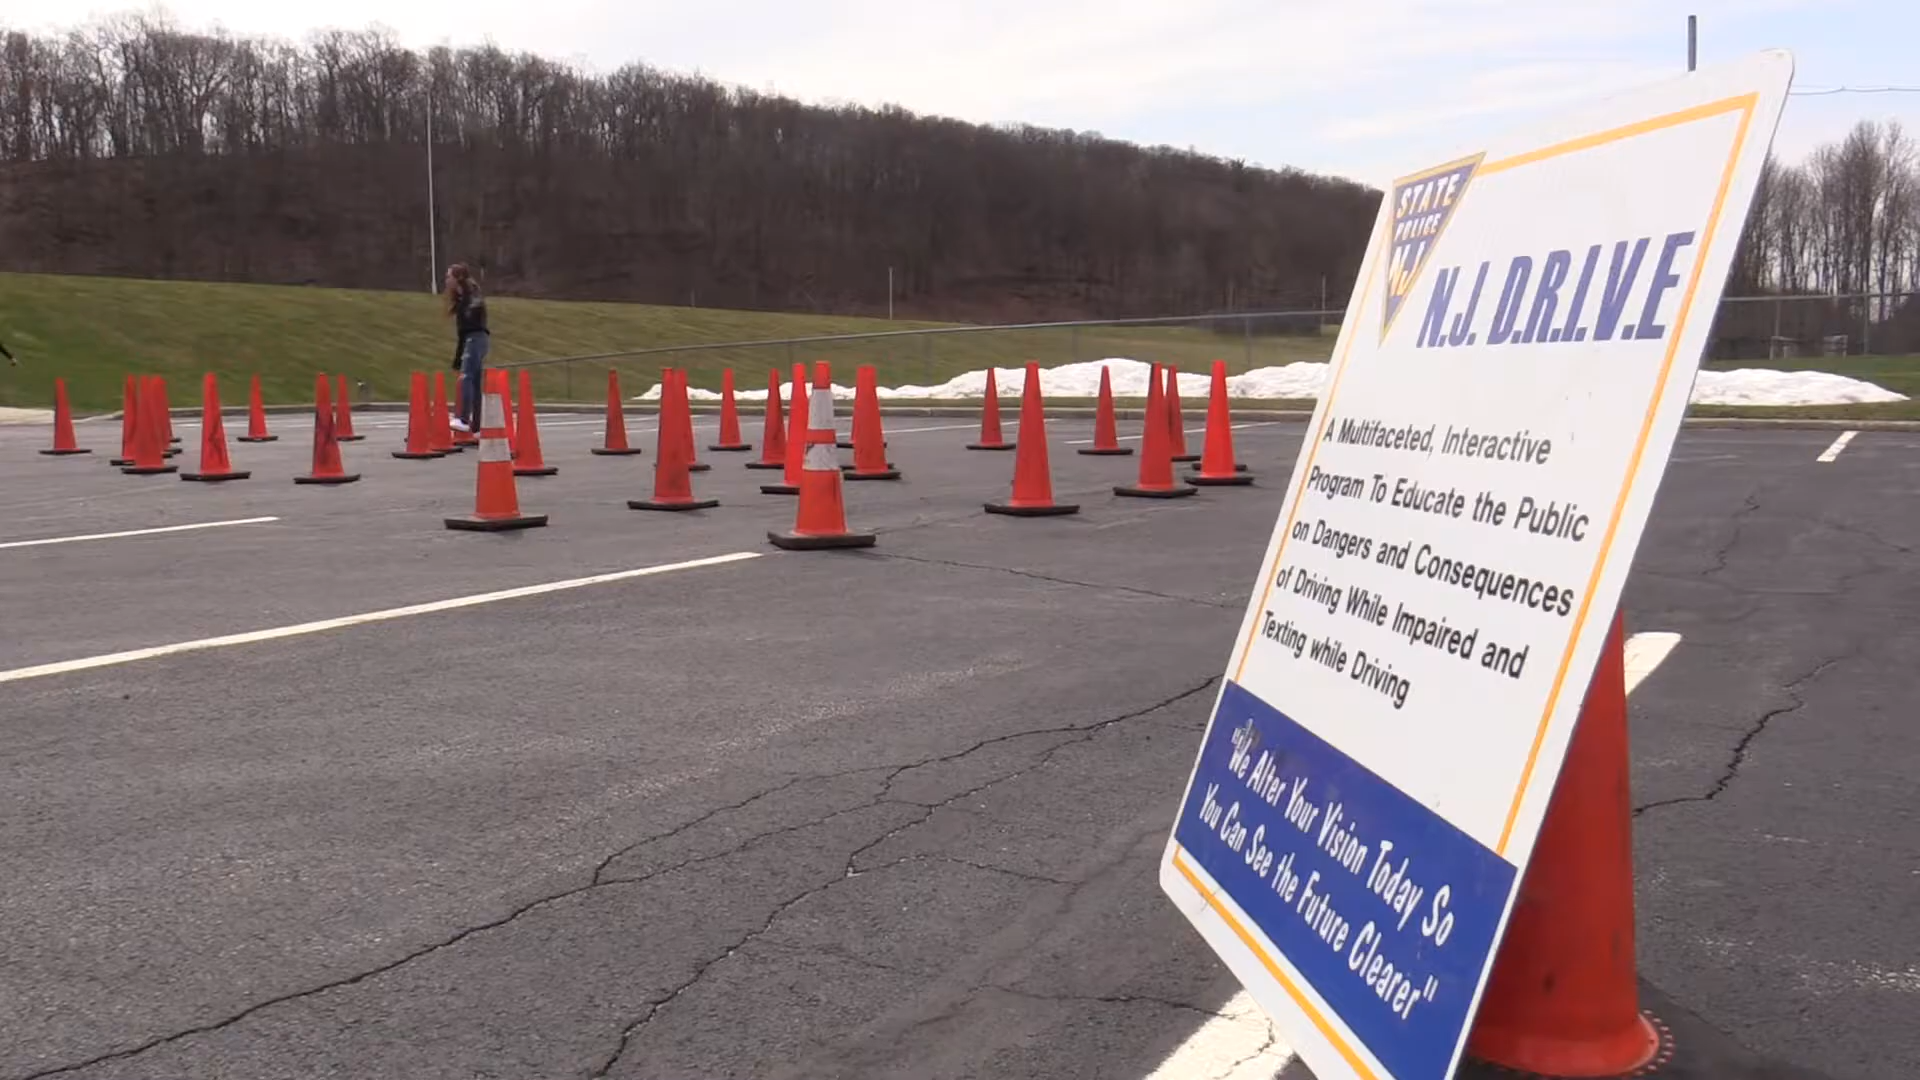 STATE
POLICE
NJ
N.J. D.R.I.V.E
A Multifaceted, Interactive
Program To Educate the Public
on Dangers and Consequences
of Driving While Impaired and
Texting while Driving
"We Alter Your Vision Today So
You Can See the Future Clearer"